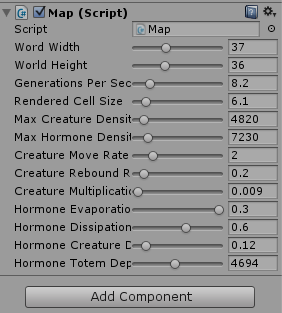 Map (Script)
Script Map
Word Width 37
World Height 36
Generations Per Sec 8.2
Rendered Cell Size 6.1
Max Creature Densit 4820
Max Hormone Densit 7230
Creature Move Rate 2
Creature Rebound R 0.2
Creature Multiplicatio 0.009
Hormone Evaporatio 0.3
Hormone Dissipation 0.6
Hormone Creature D 0.12
Hormone Totem Dep 4694
Add Component